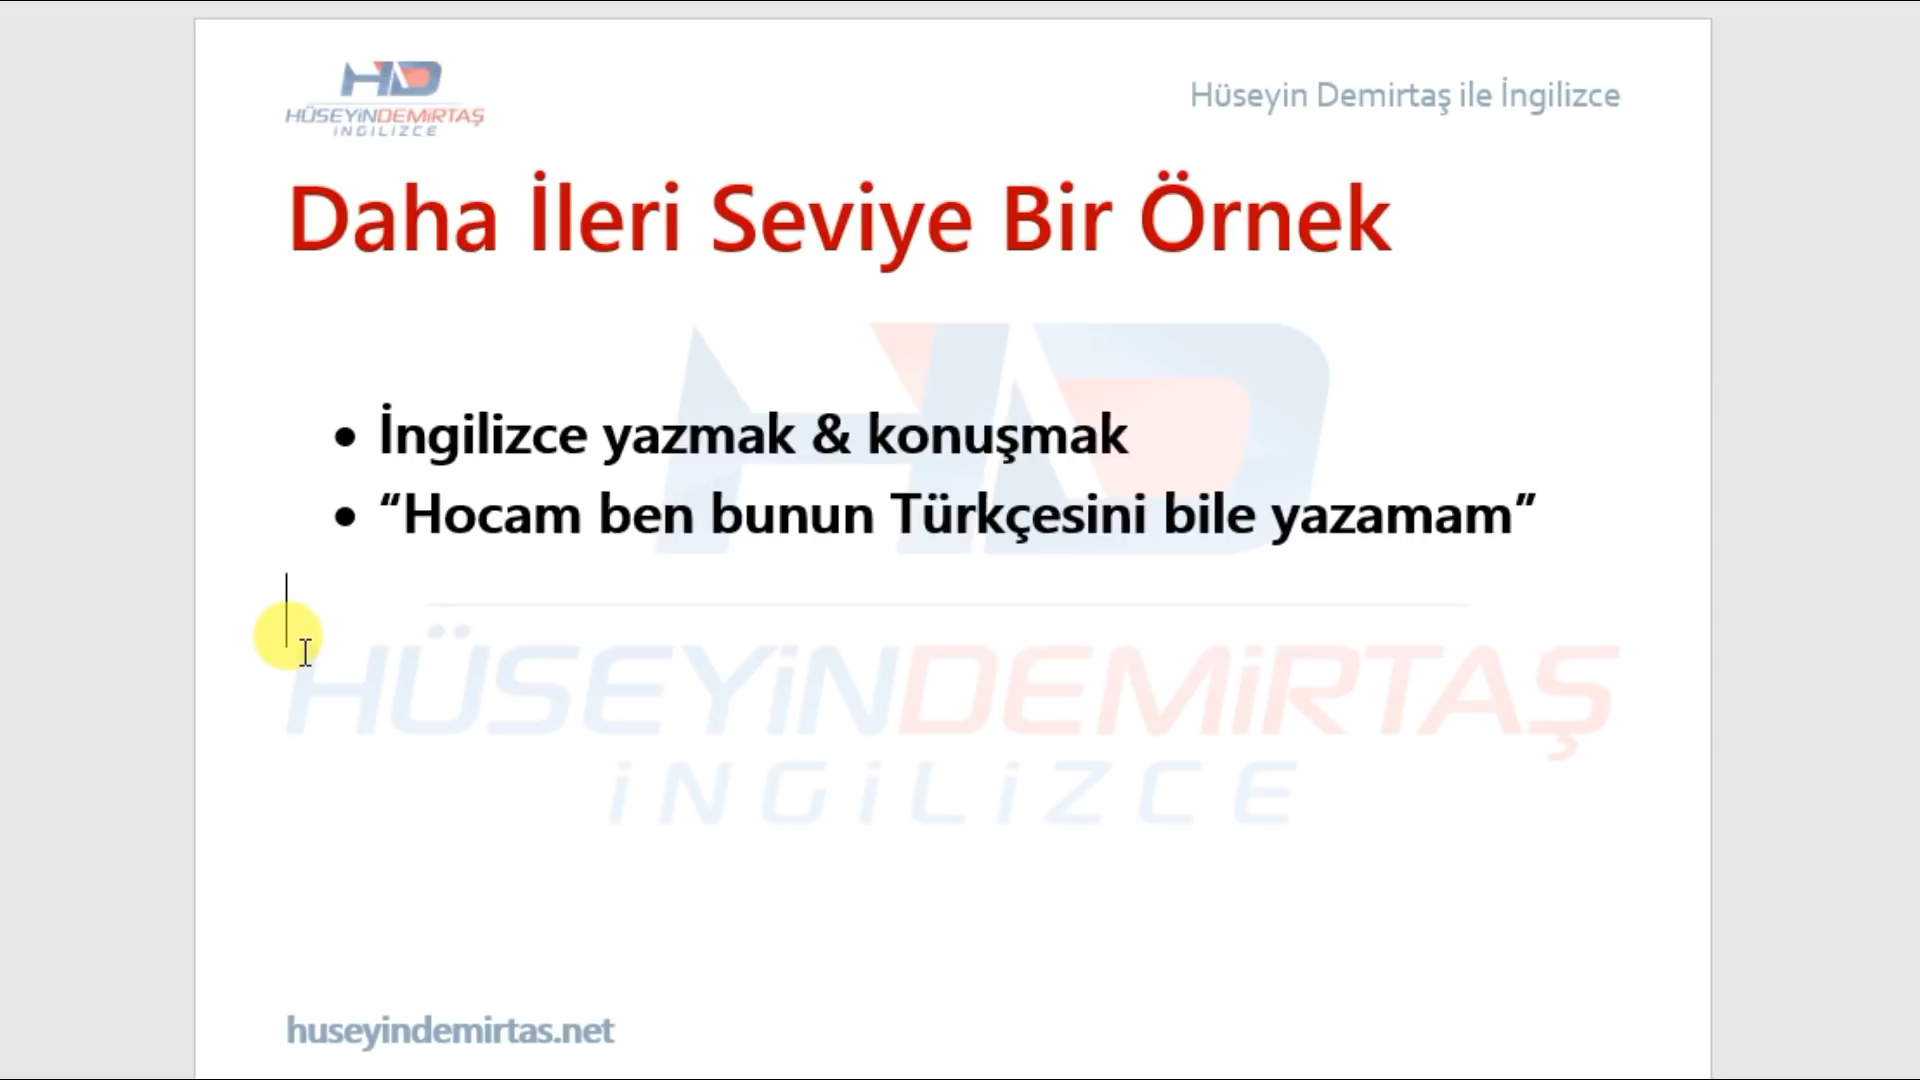 HÜSEYİNDEMİRTAŞ
İNGİLİZCE
Hüseyin Demirtaş ile İngilizce
Daha İleri Seviye Bir Örnek
• İngilizce yazmak & konuşmak
• “Hocam ben bunun Türkçesini bile yazamam”
HÜSEYİNDEMİRTAŞ
İNGİLİZCE
huseyindemirtas.net